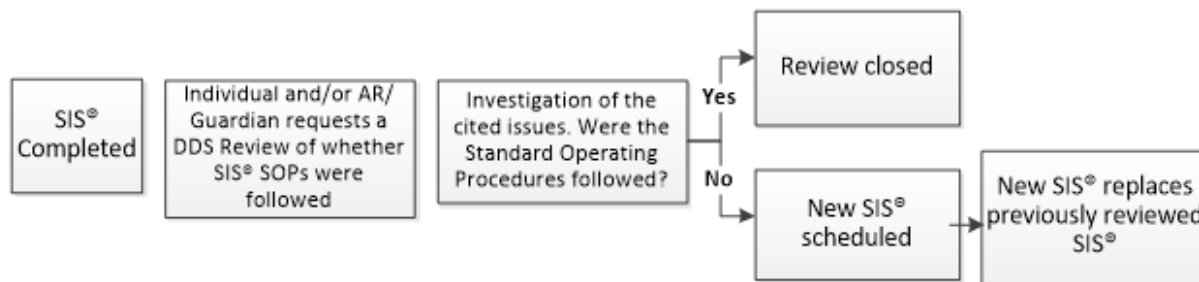 SIS®
Completed
Individual and/or AR/
Guardian requests a
DDS Review of whether
SIS® SOPs were
followed
Investigation of the
cited issues. Were the
Standard Operating
Procedures followed?
Yes
Review closed
No
New SIS®
scheduled
New SIS® replaces
previously reviewed
SIS®